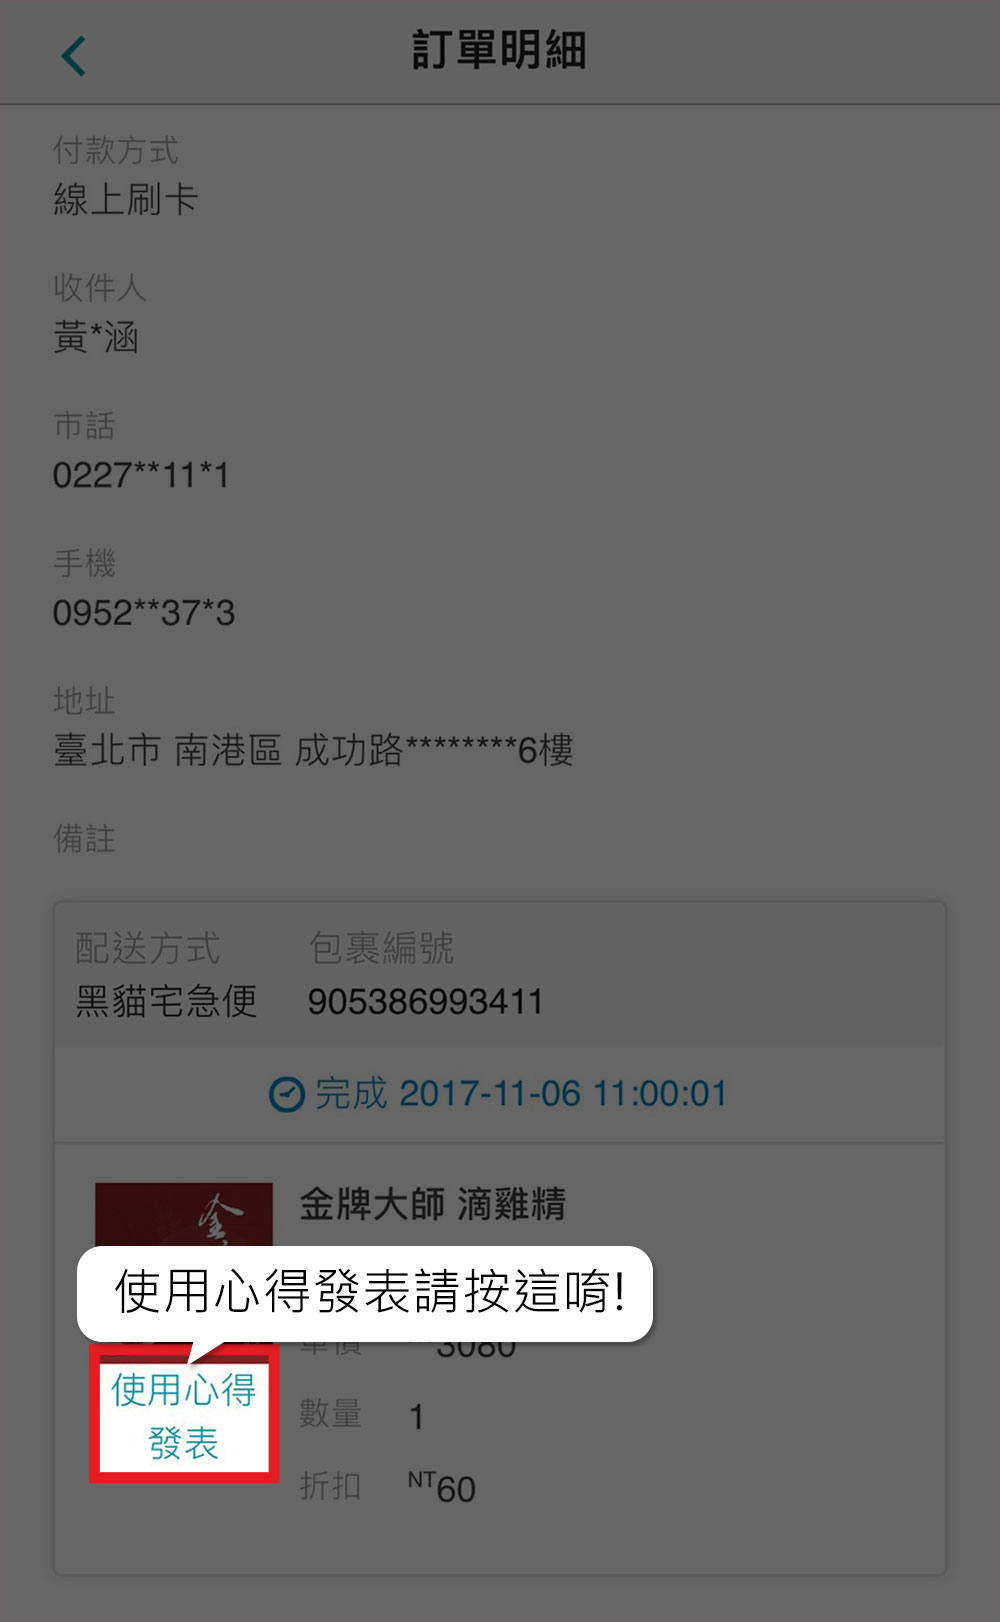 訂單明細
付款方式
線上刷卡
收件人
黃*涵
市話
0227**11*1
手機
0952**37*3
地址
臺北市 南港區 成功路********6樓
備註
配送方式 包裹編號
黑貓宅急便 905386993411
完成 2017-11-06 11:00:01
金牌大師 滴雞精
金
使用心得發表請按這唷!
單價 3080
使用心得
發表
數量 1
折扣 NT60